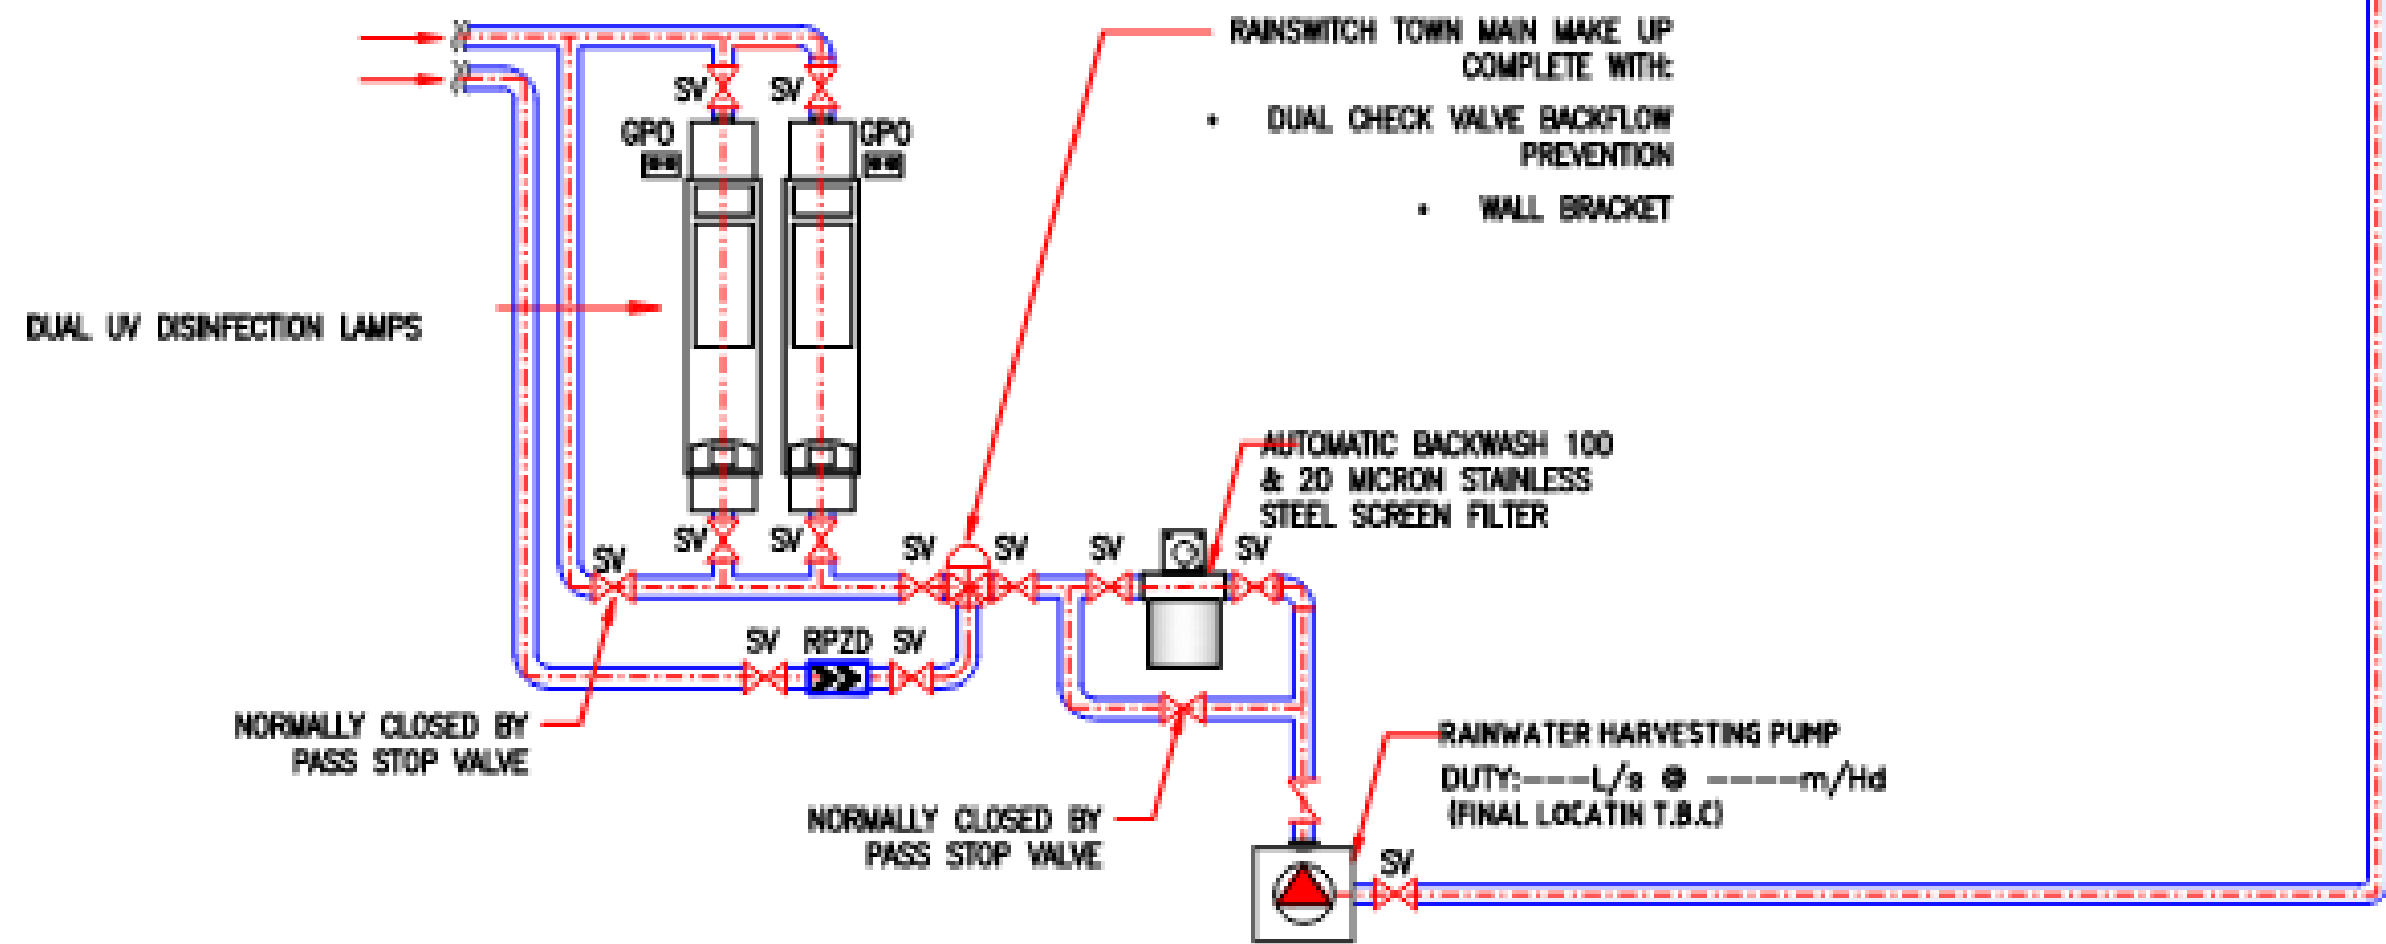 RAINSWITCH TOWN MAIN MAKE UP
COMPLETE WITH:
• DUAL CHECK VALVE BACKFLOW
PREVENTION
• WALL BRACKET
SV SV
GPO GPO
DUAL UV DISINFECTION LAMPS
AUTOMATIC BACKWASH 100
& 20 MICRON STAINLESS
STEEL SCREEN FILTER
SV SV
SV SV SV SV SV
SV RPZD SV
NORMALLY CLOSED BY
PASS STOP VALVE
RAINWATER HARVESTING PUMP
DUTY:---L/s @ ----m/Hd
(FINAL LOCATIN T.B.C)
NORMALLY CLOSED BY
PASS STOP VALVE
SV